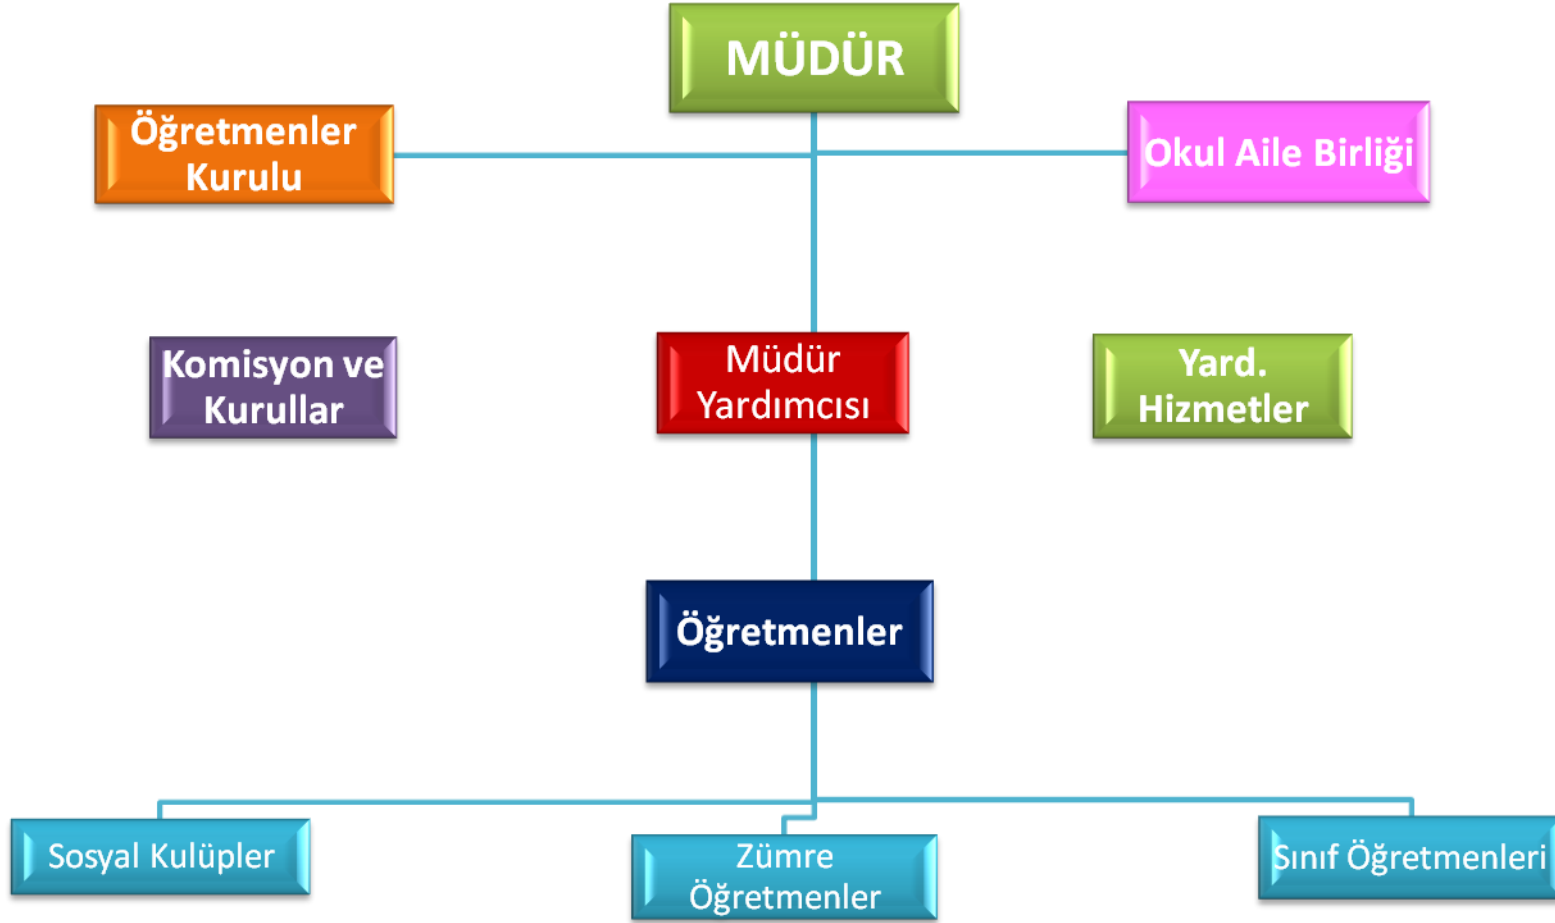 MÜDÜR
Öğretmenler
Kurulu
Okul Aile Birliği
Komisyon ve
Kurullar
Müdür
Yardımcısı
Yard.
Hizmetler
Öğretmenler
Sosyal Kulüpler
Zümre
Öğretmenler
Sınıf Öğretmenleri